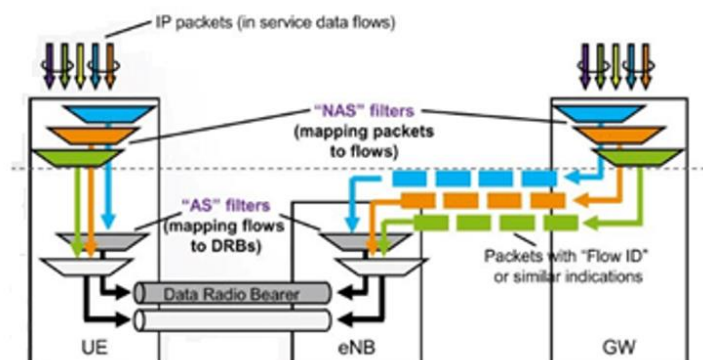 IP packets (in service data flows)
"NAS" filters
(mapping packets
to flows)
"AS" filters
(mapping flows
to DRBs)
Packets with "Flow ID"
or similar indications
Data Radio Bearer
UE
eNB
GW